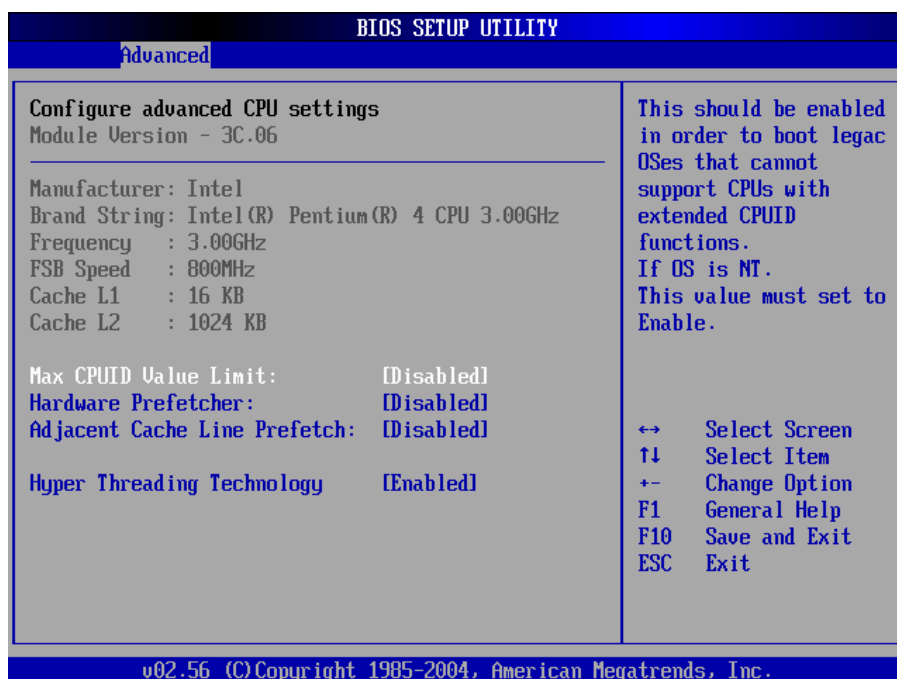 BIOS SETUP UTILITY
Advanced
Configure advanced CPU settings
Module Version - 3C.06
Manufacturer: Intel
Brand String: Intel(R) Pentium(R) 4 CPU 3.00GHz
Frequency : 3.00GHz
FSB Speed : 800MHz
Cache L1 : 16 KB
Cache L2 : 1024 KB
Max CPUID Value Limit: [Disabled]
Hardware Prefetcher: [Disabled]
Adjacent Cache Line Prefetch: [Disabled]
Hyper Threading Technology [Enabled]
This should be enabled
in order to boot legac
OSes that cannot
support CPUs with
extended CPUID
functions.
If OS is NT.
This value must set to
Enable.
←→ Select Screen
↑↓ Select Item
+- Change Option
F1 General Help
F10 Save and Exit
ESC Exit
v02.56 (C)Copyright 1985-2004, American Megatrends, Inc.